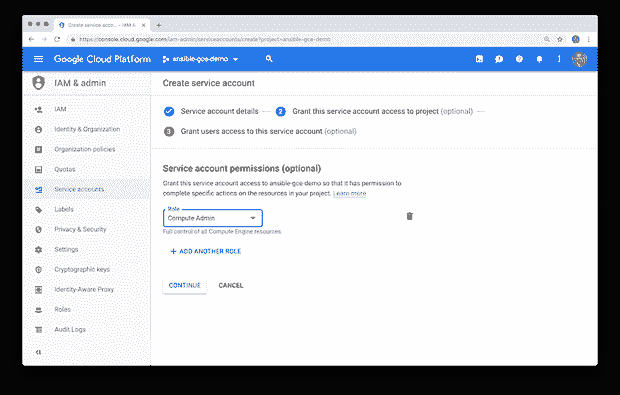 Create service acco... – IAM & a
https://console.cloud.google.com/iam-admin/serviceaccounts/create?project=ansible-gce-demo
Google Cloud Platform
ansible-gce-demo
IAM & admin
Create service account
IAM
Identity & Organization
Organization policies
Quotas
Service accounts
Labels
Privacy & Security
Settings
Cryptographic keys
Identity-Aware Proxy
Roles
Audit Logs
Service account details
2 Grant this service account access to project (optional)
3 Grant users access to this service account (optional)
Service account permissions (optional)
Grant this service account access to ansible-gce-demo so that it has permission to
complete specific actions on the resources in your project. Learn more
Role
Compute Admin
Full control of all Compute Engine resources.
ADD ANOTHER ROLE
CONTINUE
CANCEL